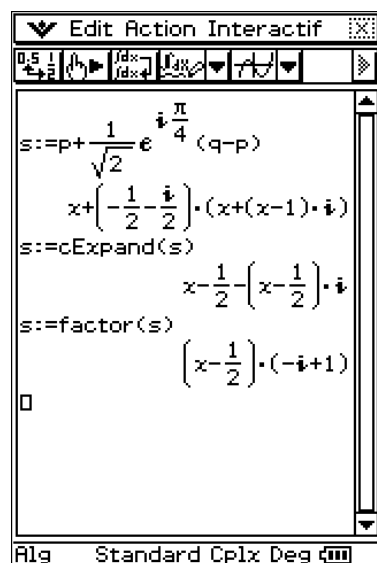 Edit Action Interactif
s:=p+1/√2 e^(i π/4) (q-p)
x+(-1/2-i/2)·(x+(x-1)·i)
s:=cExpand(s)
x-1/2-(x-1/2)·i
s:=factor(s)
(x-1/2)·(-i+1)
Alg Standard Cplx Deg